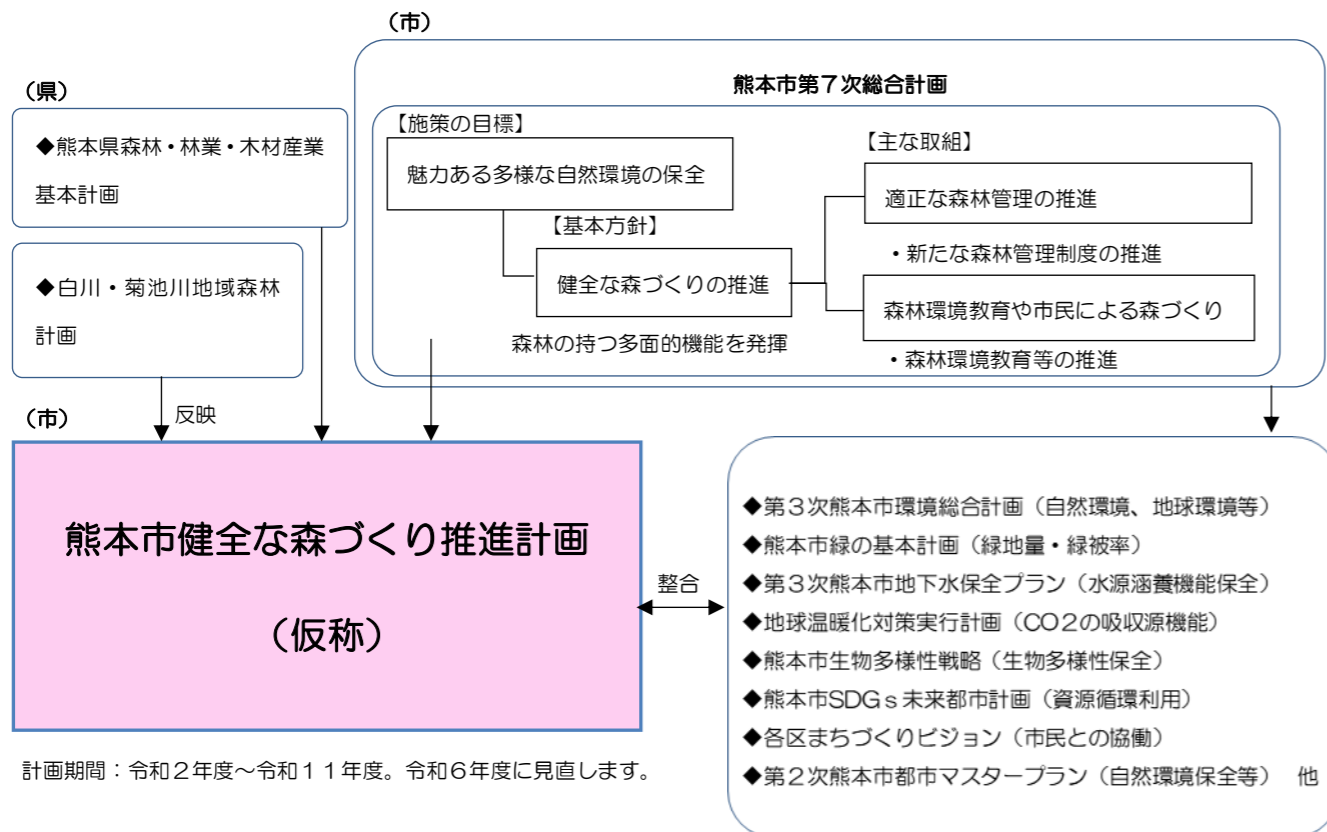 （市）
熊本市第７次総合計画
（県）
◆熊本県森林・林業・木材産業
基本計画
◆白川・菊池川地域森林
計画
【施策の目標】
魅力ある多様な自然環境の保全
【基本方針】
健全な森づくりの推進
森林の持つ多面的機能を発揮
【主な取組】
適正な森林管理の推進
・新たな森林管理制度の推進
森林環境教育や市民による森づくり
・森林環境教育等の推進
反映
（市）
熊本市健全な森づくり推進計画
（仮称）
整合
◆第３次熊本市環境総合計画（自然環境、地球環境等）
◆熊本市緑の基本計画（緑地量・緑被率）
◆第３次熊本市地下水保全プラン（水源涵養機能保全）
◆地球温暖化対策実行計画（CO２の吸収源機能）
◆熊本市生物多様性戦略（生物多様性保全）
◆熊本市SDGｓ未来都市計画（資源循環利用）
◆各区まちづくりビジョン（市民との協働）
◆第２次熊本市都市マスタープラン（自然環境保全等）　他
計画期間：令和２年度～令和１１年度。令和６年度に見直します。